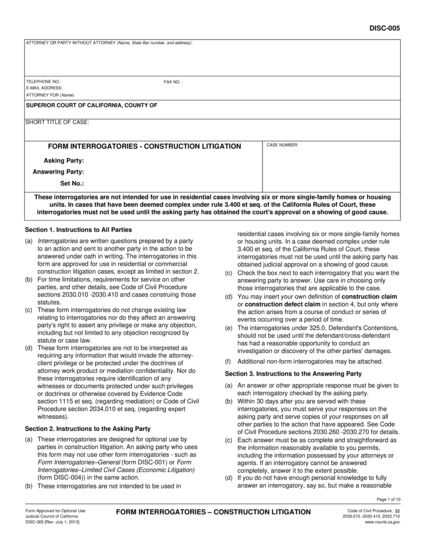 DISC-005
ATTORNEY OR PARTY WITHOUT ATTORNEY (Name, State Bar number, and address):
TELEPHONE NO.: FAX NO. :
E-MAIL ADDRESS:
ATTORNEY FOR (Name):
SUPERIOR COURT OF CALIFORNIA, COUNTY OF
SHORT TITLE OF CASE:
FORM INTERROGATORIES - CONSTRUCTION LITIGATION
CASE NUMBER:
Asking Party:
Answering Party:
Set No.:
These interrogatories are not intended for use in residential cases involving six or more single-family homes or housing
units. In cases that have been deemed complex under rule 3.400 et seq. of the California Rules of Court, these
interrogatories must not be used until the asking party has obtained the court's approval on a showing of good cause.
Section 1. Instructions to All Parties
(a) Interrogatories are written questions prepared by a party
to an action and sent to another party in the action to be
answered under oath in writing. The interrogatories in this
form are approved for use in residential or commercial
construction litigation cases, except as limited in section 2.
(b) For time limitations, requirements for service on other
parties, and other details, see Code of Civil Procedure
sections 2030.010 -2030.410 and cases construing those
statutes.
(c) These form interrogatories do not change existing law
relating to interrogatories nor do they affect an answering
party's right to assert any privilege or make any objection,
including but not limited to any objection recognized by
statute or case law.
(d) These form interrogatories are not to be interpreted as
requiring any information that would invade the attorney-
client privilege or be protected under the doctrines of
attorney work product or mediation confidentiality. Nor do
these interrogatories require identification of any
witnesses or documents protected under such privileges
or doctrines or otherwise covered by Evidence Code
section 1115 et seq. (regarding mediation) or Code of Civil
Procedure section 2034.010 et seq. (regarding expert
witnesses).
Section 2. Instructions to the Asking Party
(a) These interrogatories are designed for optional use by
parties in construction litigation. An asking party who uses
this form may not use other form interrogatories - such as
Form Interrogatories–General (form DISC-001) or Form
Interrogatories–Limited Civil Cases (Economic Litigation)
(form DISC-004)) in the same case.
(b) These interrogatories are not intended to be used in
residential cases involving six or more single-family homes
or housing units. In a case deemed complex under rule
3.400 et seq. of the California Rules of Court, these
interrogatories must not be used until the asking party has
obtained judicial approval on a showing of good cause.
(c) Check the box next to each interrogatory that you want the
answering party to answer. Use care in choosing only
those interrogatories that are applicable to the case.
(d) You may insert your own definition of construction claim
or construction defect claim in section 4, but only where
the action arises from a course of conduct or series of
events occurring over a period of time.
(e) The interrogatories under 325.0, Defendant's Contentions,
should not be used until the defendant/cross-defendant
has had a reasonable opportunity to conduct an
investigation or discovery of the other parties' damages.
(f) Additional non-form interrogatories may be attached.
Section 3. Instructions to the Answering Party
(a) An answer or other appropriate response must be given to
each interrogatory checked by the asking party.
(b) Within 30 days after you are served with these
interrogatories, you must serve your responses on the
asking party and serve copies of your responses on all
other parties to the action that have appeared. See Code
of Civil Procedure sections 2030.260 -2030.270 for details.
(c) Each answer must be as complete and straightforward as
the information reasonably available to you permits,
including the information possessed by your attorneys or
agents. If an interrogatory cannot be answered
completely, answer it to the extent possible.
(d) If you do not have enough personal knowledge to fully
answer an interrogatory, say so, but make a reasonable
Page 1 of 10
Form Approved for Optional Use
Judicial Council of California
DISC-005 [Rev. July 1, 2013]
FORM INTERROGATORIES – CONSTRUCTION LITIGATION
Code of Civil Procedure, §§
2030.010 -2030.410, 2033.710
www.courts.ca.gov